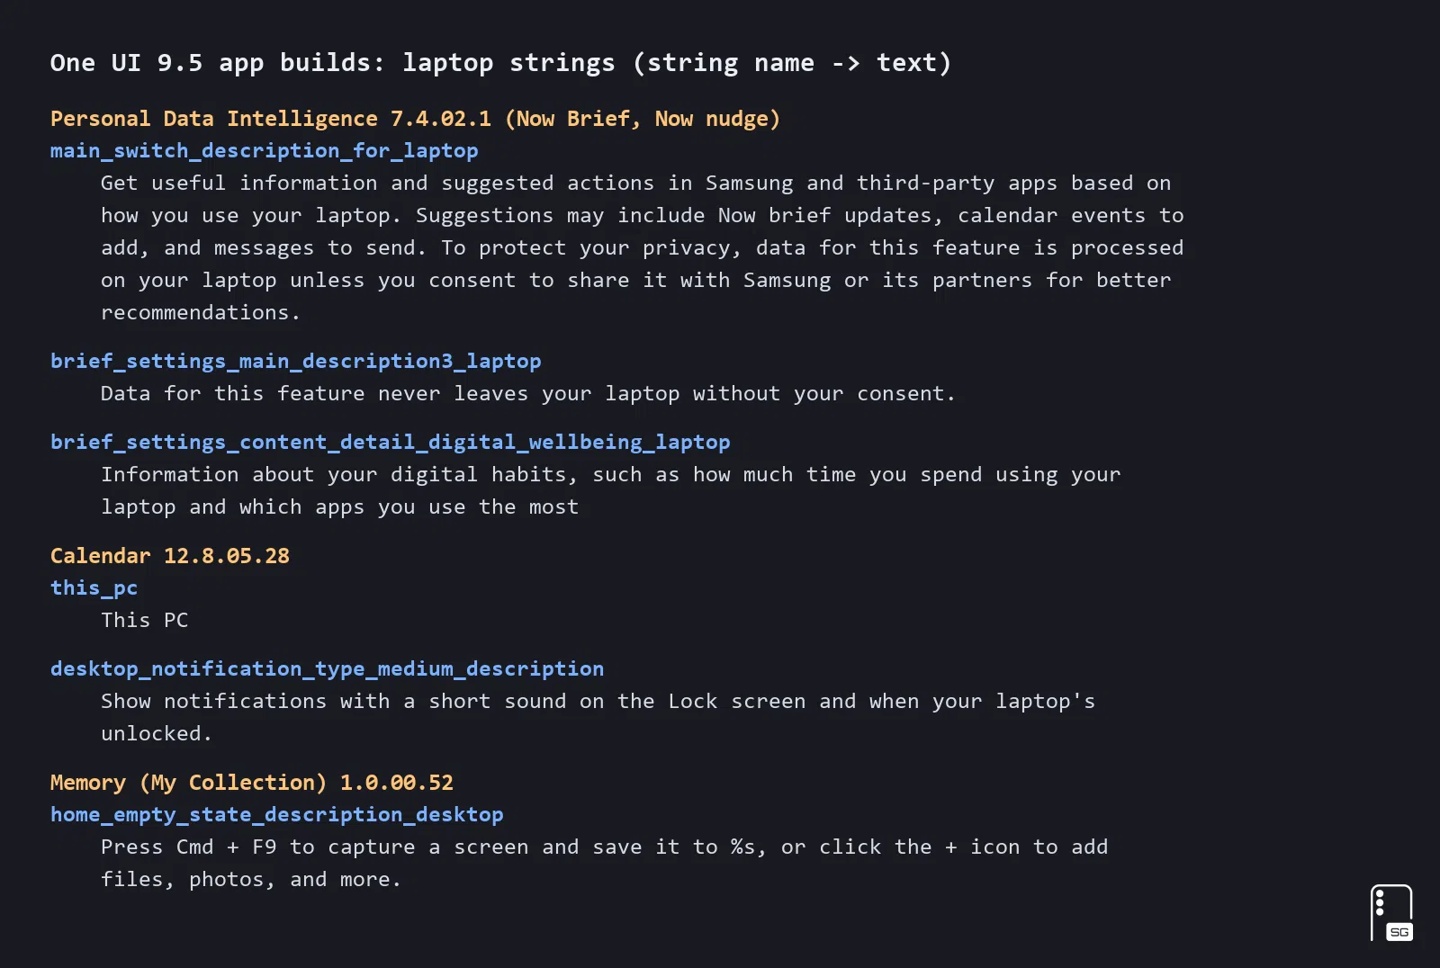 One UI 9.5 app builds: laptop strings (string name -> text)
Personal Data Intelligence 7.4.02.1 (Now Brief, Now nudge)
main_switch_description_for_laptop
Get useful information and suggested actions in Samsung and third-party apps based on
how you use your laptop. Suggestions may include Now brief updates, calendar events to
add, and messages to send. To protect your privacy, data for this feature is processed
on your laptop unless you consent to share it with Samsung or its partners for better
recommendations.
brief_settings_main_description3_laptop
Data for this feature never leaves your laptop without your consent.
brief_settings_content_detail_digital_wellbeing_laptop
Information about your digital habits, such as how much time you spend using your
laptop and which apps you use the most
Calendar 12.8.05.28
this_pc
This PC
desktop_notification_type_medium_description
Show notifications with a short sound on the Lock screen and when your laptop's
unlocked.
Memory (My Collection) 1.0.00.52
home_empty_state_description_desktop
Press Cmd + F9 to capture a screen and save it to %s, or click the + icon to add
files, photos, and more.
SG